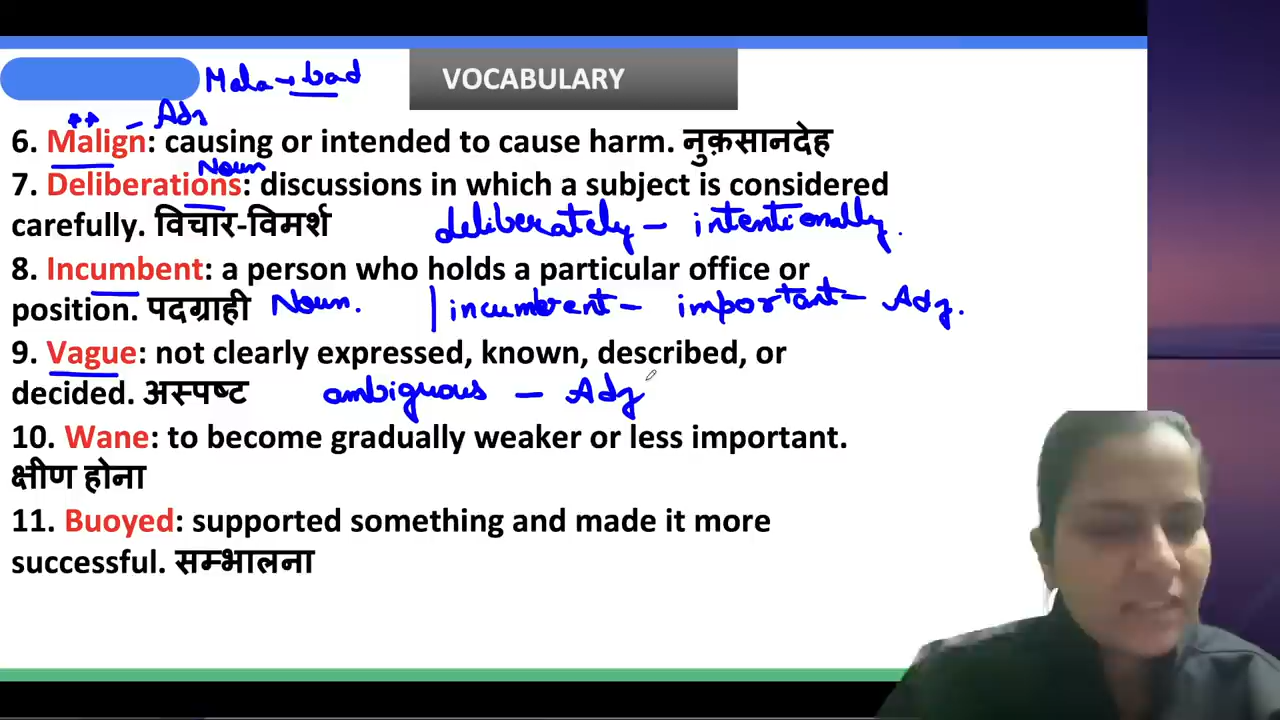 Mala → bad
VOCABULARY
** – Adj
6. Malign: causing or intended to cause harm. नुक़सानदेह
Noun
7. Deliberations: discussions in which a subject is considered
carefully. विचार-विमर्श deliberately – intentionally.
8. Incumbent: a person who holds a particular office or
position. पदग्राही Noun. | incumbent – important – Adj.
9. Vague: not clearly expressed, known, described, or
decided. अस्पष्ट ambiguous – Adj
10. Wane: to become gradually weaker or less important.
क्षीण होना
11. Buoyed: supported something and made it more
successful. सम्भालना